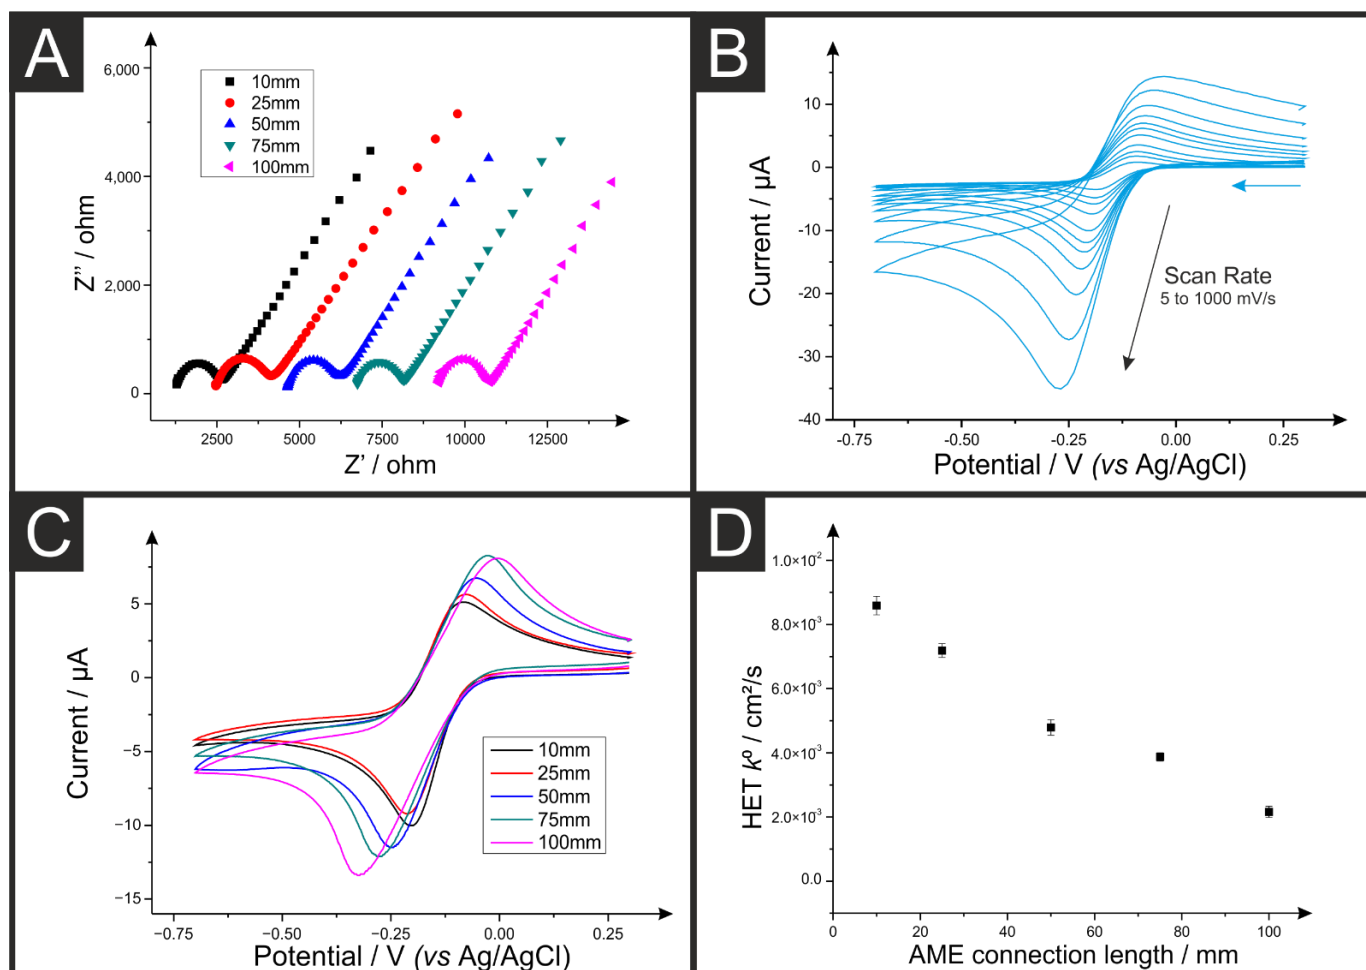 A
6,000
4,000
2,000
0
Z'' / ohm
10mm
25mm
50mm
75mm
100mm
2500
5000
7500
10000
12500
Z' / ohm
B
10
0
-10
-20
-30
-40
Current / µA
Scan Rate
5 to 1000 mV/s
-0.75
-0.50
-0.25
0.00
0.25
Potential / V (vs Ag/AgCl)
C
5
0
−5
−10
−15
Current / µA
10mm
25mm
50mm
75mm
100mm
−0.75
−0.50
−0.25
0.00
0.25
Potential / V (vs Ag/AgCl)
D
1.0×10⁻²
8.0×10⁻³
6.0×10⁻³
4.0×10⁻³
2.0×10⁻³
0.0
HET k⁰ / cm²/s
0
20
40
60
80
100
AME connection length / mm